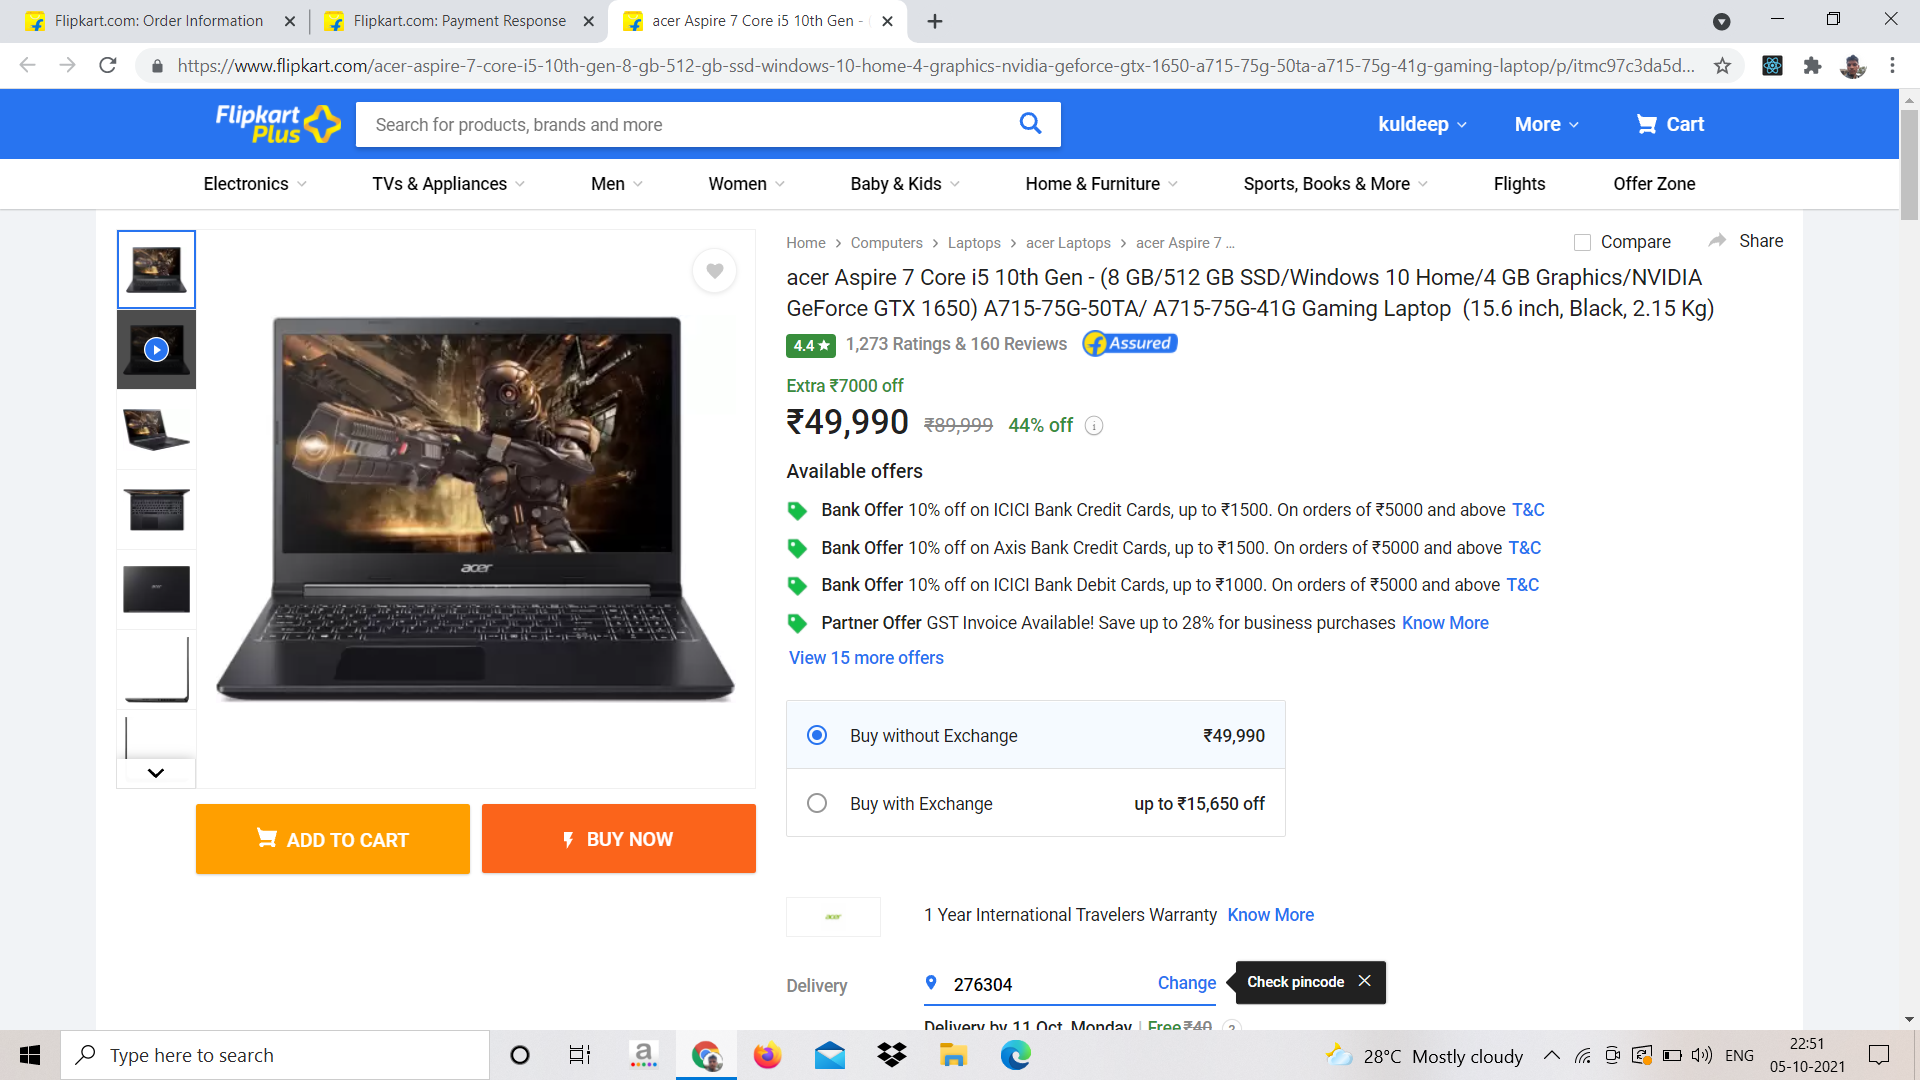 Flipkart.com: Order Information
Flipkart.com: Payment Response
acer Aspire 7 Core i5 10th Gen -
https://www.flipkart.com/acer-aspire-7-core-i5-10th-gen-8-gb-512-gb-ssd-windows-10-home-4-graphics-nvidia-geforce-gtx-1650-a715-75g-50ta-a715-75g-41g-gaming-laptop/p/itmc97c3da5d...
Flipkart
Plus
Search for products, brands and more
kuldeep
More
Cart
Electronics
TVs & Appliances
Men
Women
Baby & Kids
Home & Furniture
Sports, Books & More
Flights
Offer Zone
Home > Computers > Laptops > acer Laptops > acer Aspire 7 ...
Compare
Share
acer Aspire 7 Core i5 10th Gen - (8 GB/512 GB SSD/Windows 10 Home/4 GB Graphics/NVIDIA
GeForce GTX 1650) A715-75G-50TA/ A715-75G-41G Gaming Laptop (15.6 inch, Black, 2.15 Kg)
4.4 ★ 1,273 Ratings & 160 Reviews Assured
Extra ₹7000 off
₹49,990 ₹89,999 44% off
Available offers
Bank Offer 10% off on ICICI Bank Credit Cards, up to ₹1500. On orders of ₹5000 and above T&C
Bank Offer 10% off on Axis Bank Credit Cards, up to ₹1500. On orders of ₹5000 and above T&C
Bank Offer 10% off on ICICI Bank Debit Cards, up to ₹1000. On orders of ₹5000 and above T&C
Partner Offer GST Invoice Available! Save up to 28% for business purchases Know More
View 15 more offers
acer
Buy without Exchange ₹49,990
Buy with Exchange up to ₹15,650 off
ADD TO CART
BUY NOW
acer
1 Year International Travelers Warranty Know More
Delivery
276304
Change
Check pincode
Delivery by 11 Oct, Monday | Free ₹40 ?
Type here to search
28°C Mostly cloudy
ENG
22:51
05-10-2021